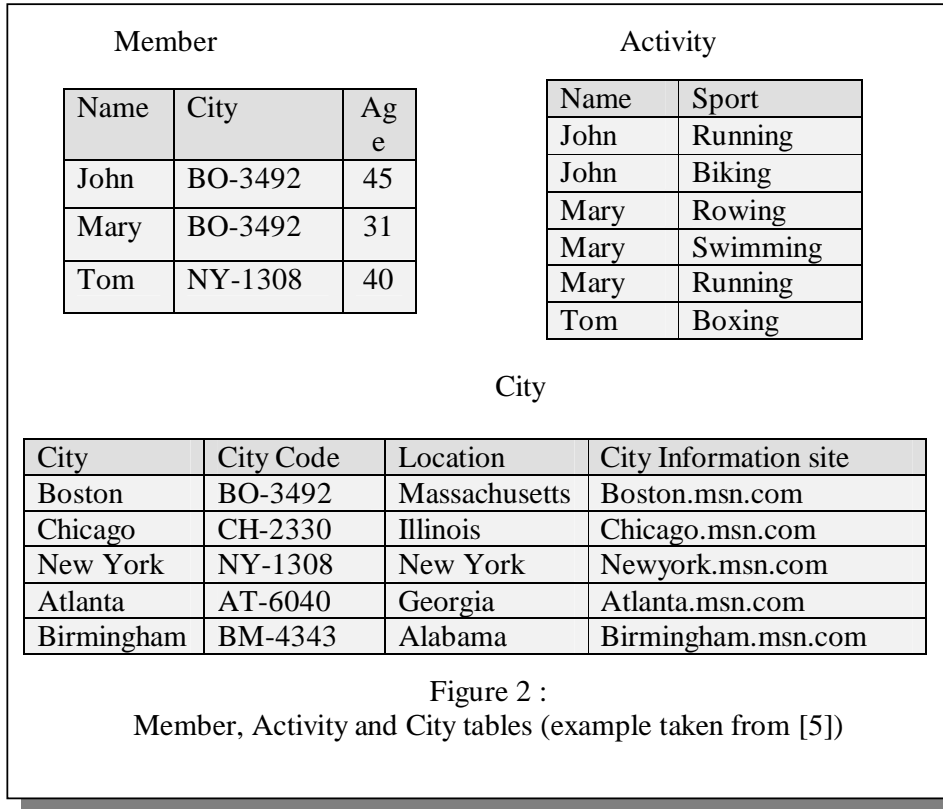 Member
Name City Ag
e
John BO-3492 45
Mary BO-3492 31
Tom NY-1308 40
Activity
Name Sport
John Running
John Biking
Mary Rowing
Mary Swimming
Mary Running
Tom Boxing
City
City City Code Location City Information site
Boston BO-3492 Massachusetts Boston.msn.com
Chicago CH-2330 Illinois Chicago.msn.com
New York NY-1308 New York Newyork.msn.com
Atlanta AT-6040 Georgia Atlanta.msn.com
Birmingham BM-4343 Alabama Birmingham.msn.com
Figure 2 :
Member, Activity and City tables (example taken from [5])